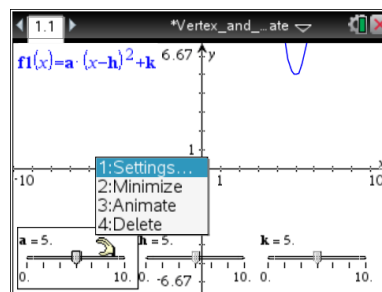 1.1 *Vertex_and_…ate
f1(x)=a·(x-h)²+k
6.67 y
1
x
-10 1 10
1:Settings…
2:Minimize
3:Animate
4:Delete
a = 5. h = 5. k = 5.
0. 10. 0. 10. 0. 10.
-6.67